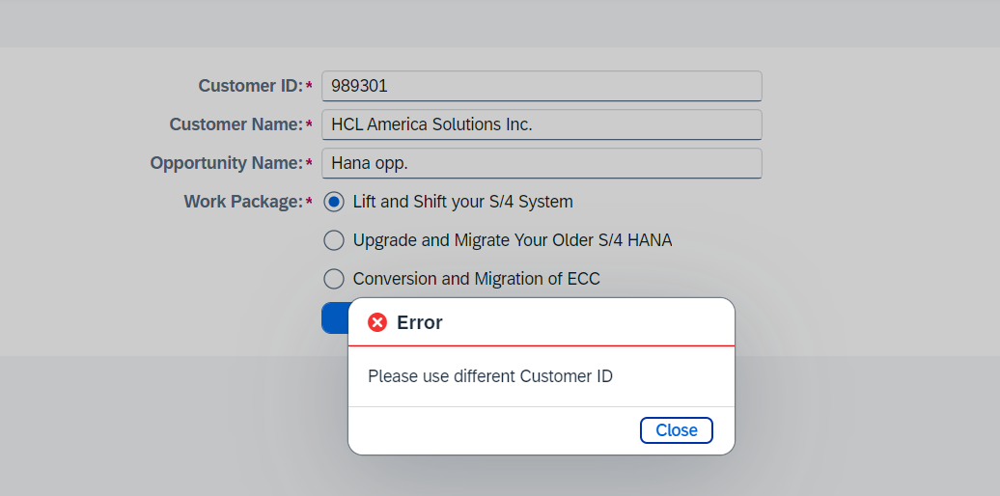 Customer ID:* 989301
Customer Name:* HCL America Solutions Inc.
Opportunity Name:* Hana opp.
Work Package:* Lift and Shift your S/4 System
Upgrade and Migrate Your Older S/4 HANA
Conversion and Migration of ECC
Error
Please use different Customer ID
Close